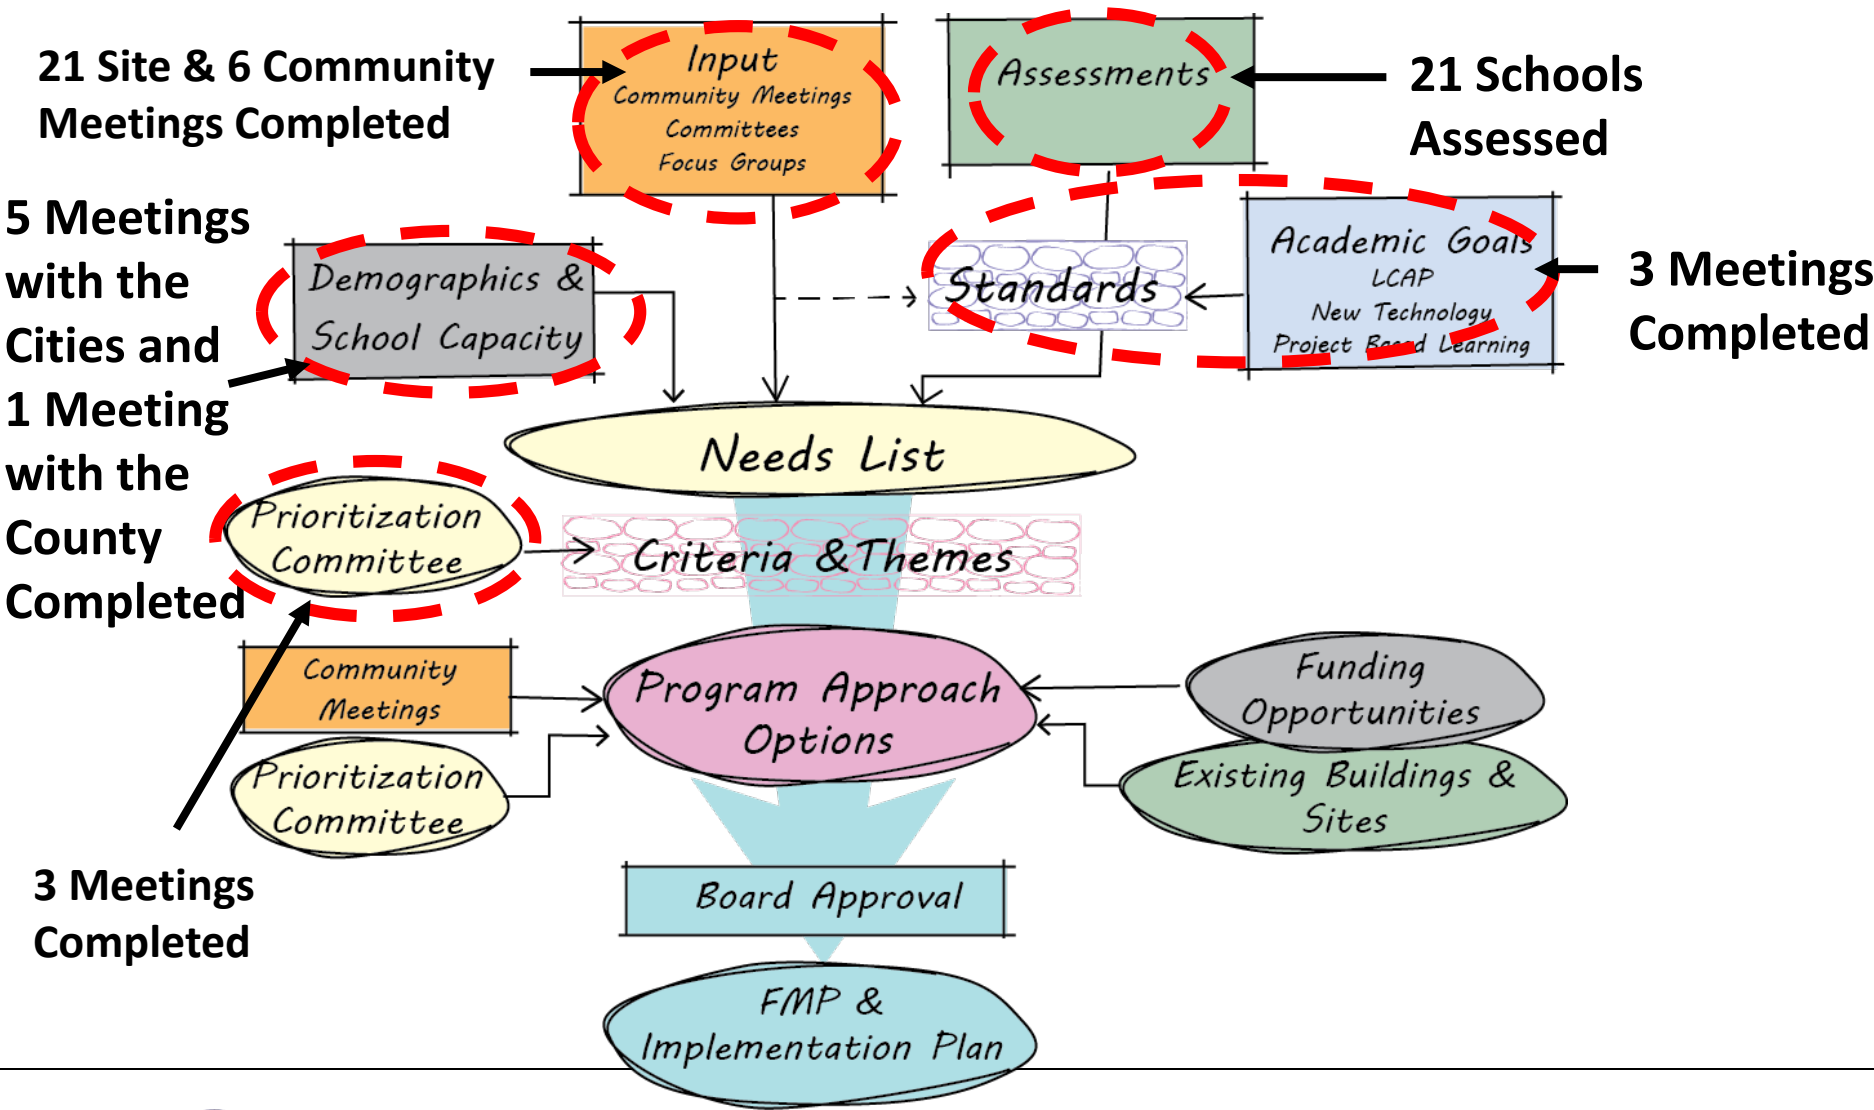 21 Site & 6 Community
Meetings Completed
Input
Community Meetings
Committees
Focus Groups
Assessments
21 Schools
Assessed
5 Meetings
with the
Cities and
1 Meeting
with the
County
Completed
Demographics &
School Capacity
Standards
Academic Goals
LCAP
New Technology
Project Based Learning
3 Meetings
Completed
Needs List
Prioritization
Committee
Criteria &Themes
Community
Meetings
Prioritization
Committee
Program Approach
Options
Funding
Opportunities
Existing Buildings &
Sites
3 Meetings
Completed
Board Approval
FMP &
Implementation Plan